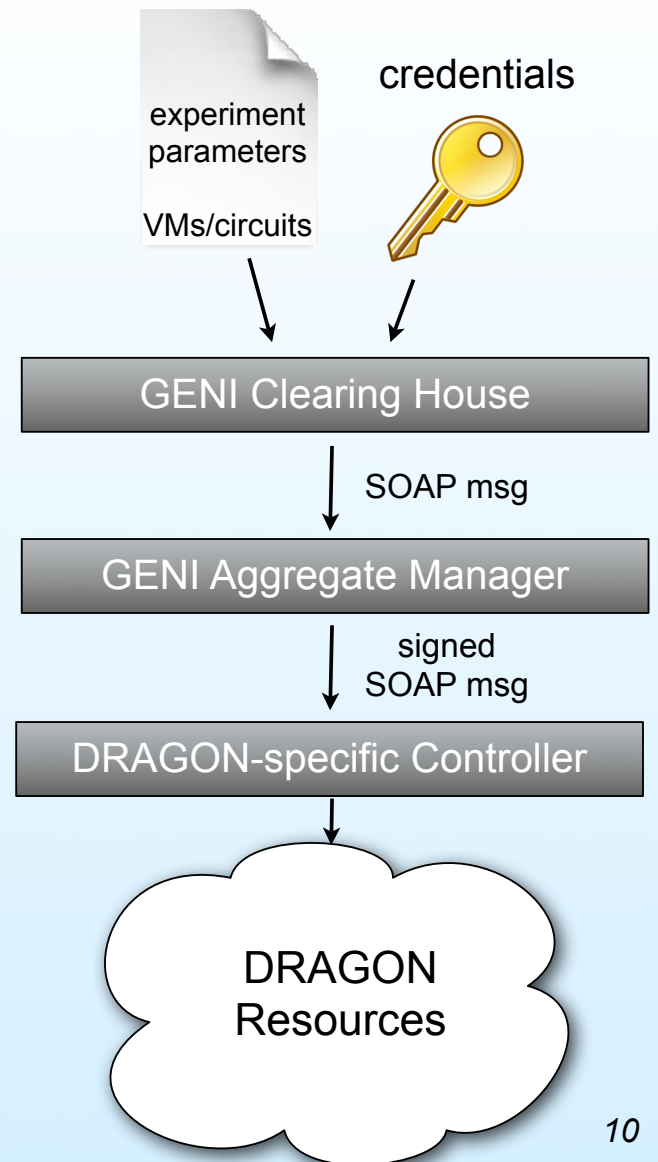 experiment
parameters
VMs/circuits
credentials
GENI Clearing House
SOAP msg
GENI Aggregate Manager
signed
SOAP msg
DRAGON-specific Controller
DRAGON
Resources
10